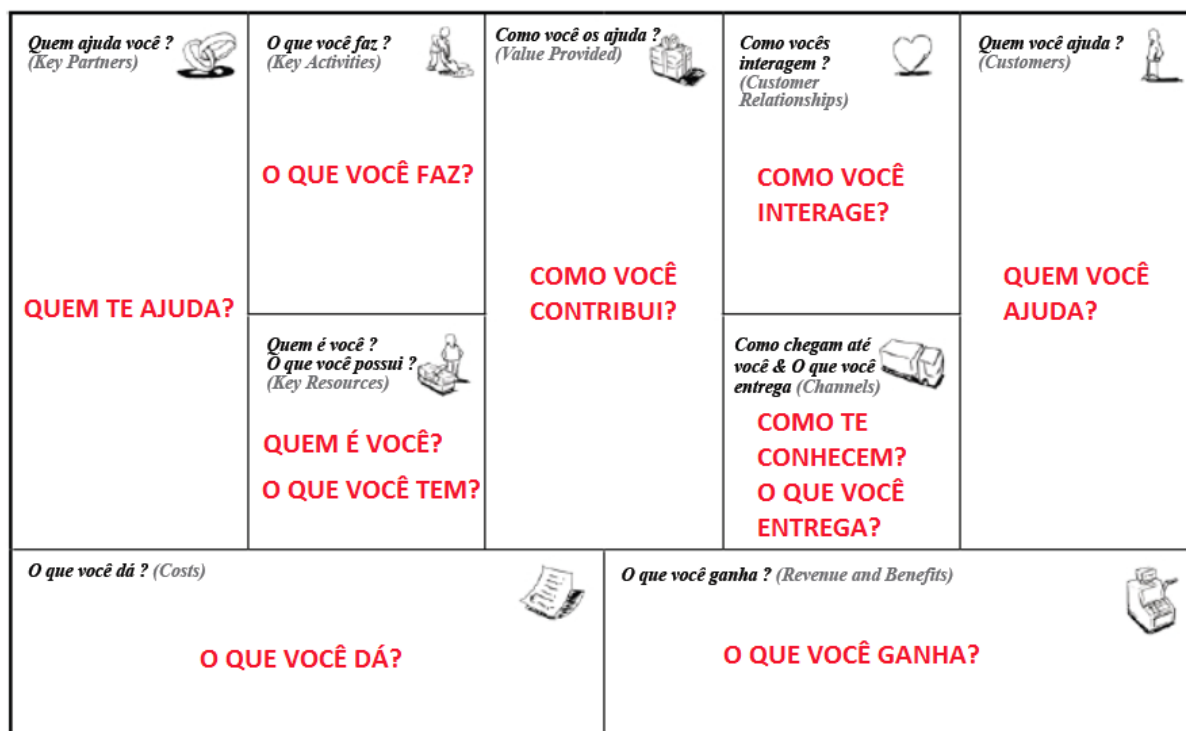 Quem ajuda você ?
(Key Partners)
QUEM TE AJUDA?
O que você faz ?
(Key Activities)
O QUE VOCÊ FAZ?
Quem é você ?
O que você possui ?
(Key Resources)
QUEM É VOCÊ?
O QUE VOCÊ TEM?
Como você os ajuda ?
(Value Provided)
COMO VOCÊ
CONTRIBUI?
Como vocês
interagem ?
(Customer
Relationships)
COMO VOCÊ
INTERAGE?
Como chegam até
você & O que você
entrega (Channels)
COMO TE
CONHECEM?
O QUE VOCÊ
ENTREGA?
Quem você ajuda ?
(Customers)
QUEM VOCÊ
AJUDA?
O que você dá ? (Costs)
O QUE VOCÊ DÁ?
O que você ganha ? (Revenue and Benefits)
O QUE VOCÊ GANHA?